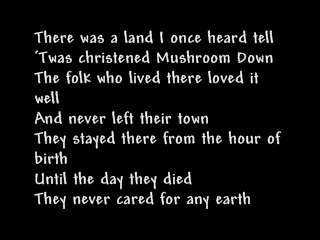 There was a land I once heard tell
'Twas christened Mushroom Down
The folk who lived there loved it
well
And never left their town
They stayed there from the hour of
birth
Until the day they died
They never cared for any earth